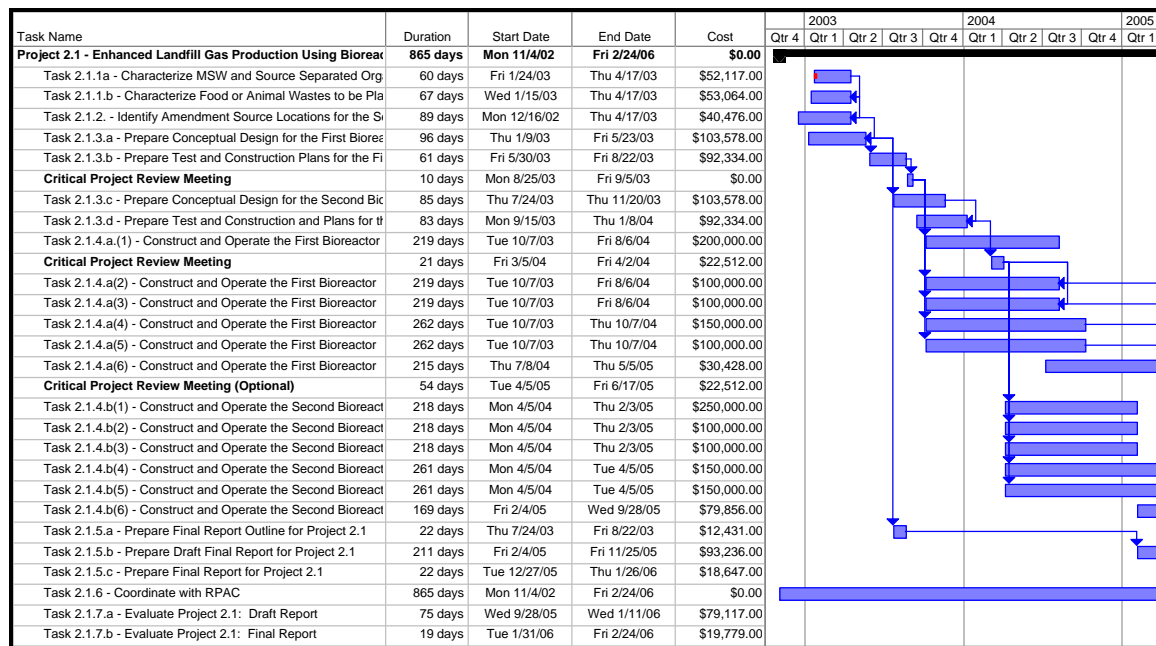 2003 2004 2005
Task Name Duration Start Date End Date Cost Qtr 4 Qtr 1 Qtr 2 Qtr 3 Qtr 4 Qtr 1 Qtr 2 Qtr 3 Qtr 4 Qtr 1
Project 2.1 - Enhanced Landfill Gas Production Using Bioreac 865 days Mon 11/4/02 Fri 2/24/06 $0.00
Task 2.1.1a - Characterize MSW and Source Separated Org 60 days Fri 1/24/03 Thu 4/17/03 $52,117.00
Task 2.1.1.b - Characterize Food or Animal Wastes to be Pla 67 days Wed 1/15/03 Thu 4/17/03 $53,064.00
Task 2.1.2. - Identify Amendment Source Locations for the S 89 days Mon 12/16/02 Thu 4/17/03 $40,476.00
Task 2.1.3.a - Prepare Conceptual Design for the First Biorea 96 days Thu 1/9/03 Fri 5/23/03 $103,578.00
Task 2.1.3.b - Prepare Test and Construction Plans for the Fi 61 days Fri 5/30/03 Fri 8/22/03 $92,334.00
Critical Project Review Meeting 10 days Mon 8/25/03 Fri 9/5/03 $0.00
Task 2.1.3.c - Prepare Conceptual Design for the Second Bio 85 days Thu 7/24/03 Thu 11/20/03 $103,578.00
Task 2.1.3.d - Prepare Test and Construction and Plans for th 83 days Mon 9/15/03 Thu 1/8/04 $92,334.00
Task 2.1.4.a.(1) - Construct and Operate the First Bioreactor 219 days Tue 10/7/03 Fri 8/6/04 $200,000.00
Critical Project Review Meeting 21 days Fri 3/5/04 Fri 4/2/04 $22,512.00
Task 2.1.4.a(2) - Construct and Operate the First Bioreactor 219 days Tue 10/7/03 Fri 8/6/04 $100,000.00
Task 2.1.4.a(3) - Construct and Operate the First Bioreactor 219 days Tue 10/7/03 Fri 8/6/04 $100,000.00
Task 2.1.4.a(4) - Construct and Operate the First Bioreactor 262 days Tue 10/7/03 Thu 10/7/04 $150,000.00
Task 2.1.4.a(5) - Construct and Operate the First Bioreactor 262 days Tue 10/7/03 Thu 10/7/04 $100,000.00
Task 2.1.4.a(6) - Construct and Operate the First Bioreactor 215 days Thu 7/8/04 Thu 5/5/05 $30,428.00
Critical Project Review Meeting (Optional) 54 days Tue 4/5/05 Fri 6/17/05 $22,512.00
Task 2.1.4.b(1) - Construct and Operate the Second Bioreact 218 days Mon 4/5/04 Thu 2/3/05 $250,000.00
Task 2.1.4.b(2) - Construct and Operate the Second Bioreact 218 days Mon 4/5/04 Thu 2/3/05 $100,000.00
Task 2.1.4.b(3) - Construct and Operate the Second Bioreact 218 days Mon 4/5/04 Thu 2/3/05 $100,000.00
Task 2.1.4.b(4) - Construct and Operate the Second Bioreact 261 days Mon 4/5/04 Tue 4/5/05 $150,000.00
Task 2.1.4.b(5) - Construct and Operate the Second Bioreact 261 days Mon 4/5/04 Tue 4/5/05 $150,000.00
Task 2.1.4.b(6) - Construct and Operate the Second Bioreact 169 days Fri 2/4/05 Wed 9/28/05 $79,856.00
Task 2.1.5.a - Prepare Final Report Outline for Project 2.1 22 days Thu 7/24/03 Fri 8/22/03 $12,431.00
Task 2.1.5.b - Prepare Draft Final Report for Project 2.1 211 days Fri 2/4/05 Fri 11/25/05 $93,236.00
Task 2.1.5.c - Prepare Final Report for Project 2.1 22 days Tue 12/27/05 Thu 1/26/06 $18,647.00
Task 2.1.6 - Coordinate with RPAC 865 days Mon 11/4/02 Fri 2/24/06 $0.00
Task 2.1.7.a - Evaluate Project 2.1: Draft Report 75 days Wed 9/28/05 Wed 1/11/06 $79,117.00
Task 2.1.7.b - Evaluate Project 2.1: Final Report 19 days Tue 1/31/06 Fri 2/24/06 $19,779.00